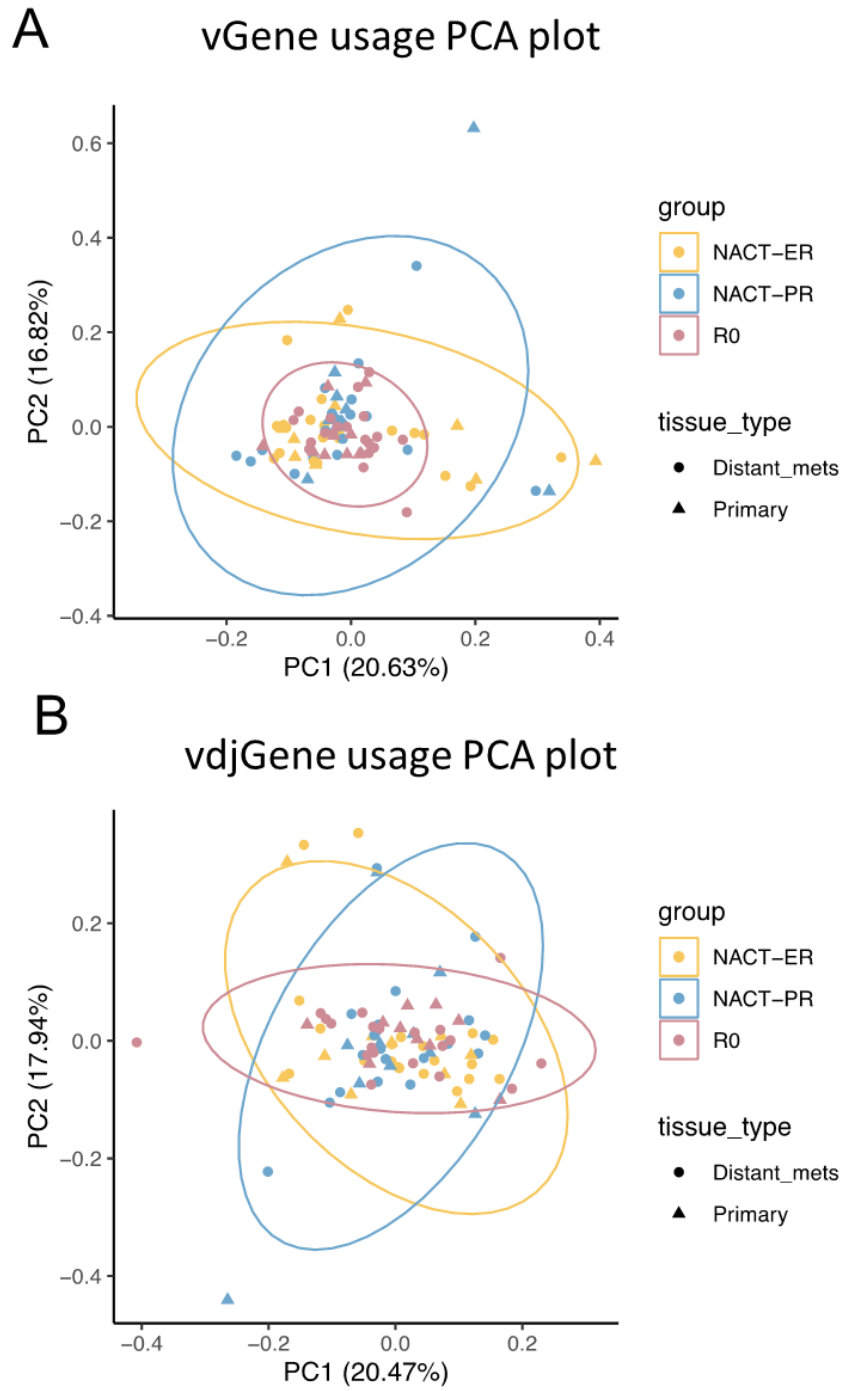 A
vGene usage PCA plot
0.6
0.4
0.2
0.0
−0.2
−0.4
PC2 (16.82%)
−0.2
0.0
0.2
0.4
PC1 (20.63%)
group
NACT−ER
NACT−PR
R0
tissue_type
Distant_mets
Primary
B
vdjGene usage PCA plot
0.2
0.0
−0.2
−0.4
PC2 (17.94%)
−0.4
−0.2
0.0
0.2
PC1 (20.47%)
group
NACT−ER
NACT−PR
R0
tissue_type
Distant_mets
Primary